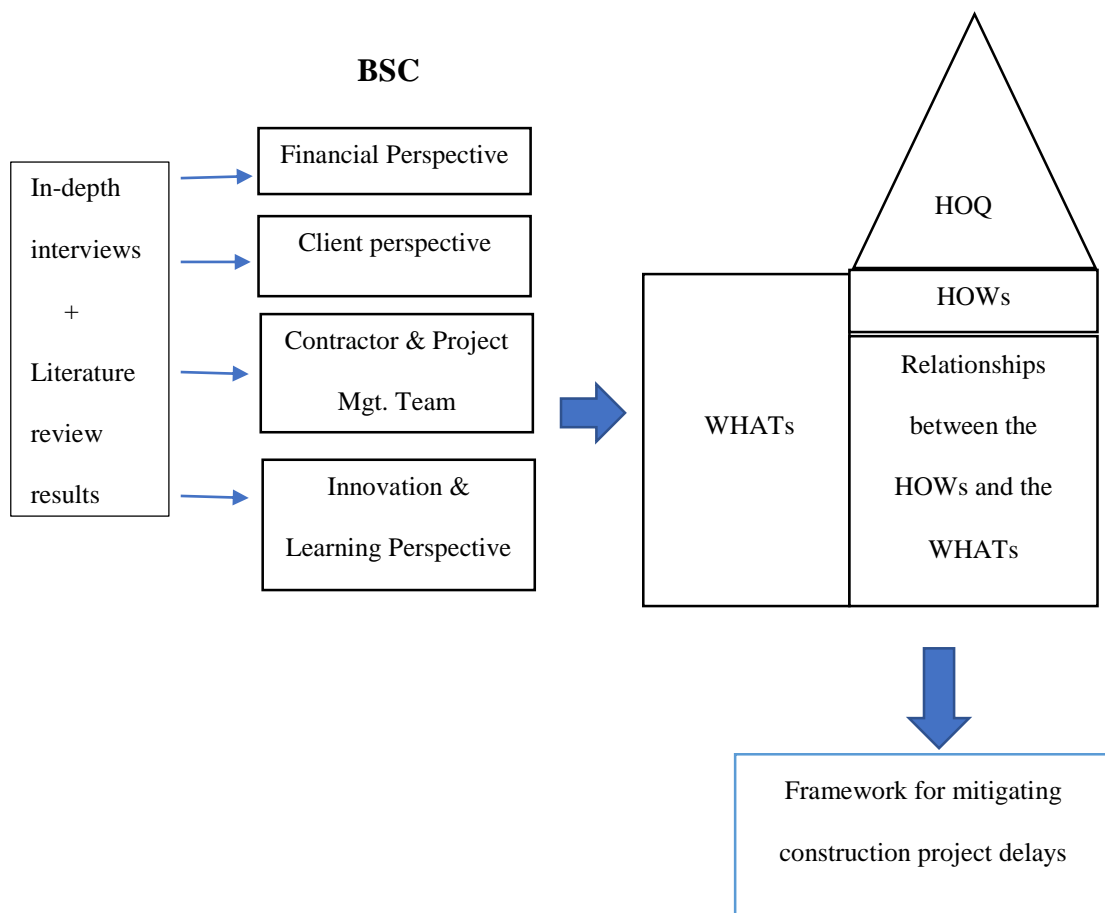 BSC
In-depth
interviews
+
Literature
review
results
Financial Perspective
Client perspective
Contractor & Project
Mgt. Team
Innovation &
Learning Perspective
WHATs
HOQ
HOWs
Relationships
between the
HOWs and the
WHATs
Framework for mitigating
construction project delays